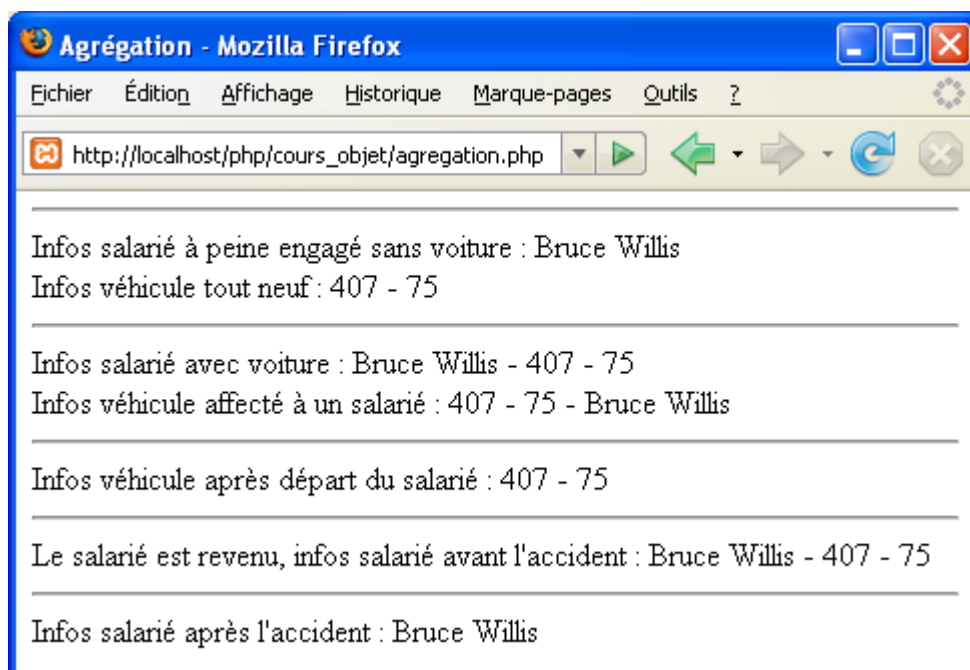 Agrégation - Mozilla Firefox
Fichier Édition Affichage Historique Marque-pages Outils ?
http://localhost/php/cours_objet/agregation.php
Infos salarié à peine engagé sans voiture : Bruce Willis
Infos véhicule tout neuf : 407 - 75
Infos salarié avec voiture : Bruce Willis - 407 - 75
Infos véhicule affecté à un salarié : 407 - 75 - Bruce Willis
Infos véhicule après départ du salarié : 407 - 75
Le salarié est revenu, infos salarié avant l'accident : Bruce Willis - 407 - 75
Infos salarié après l'accident : Bruce Willis